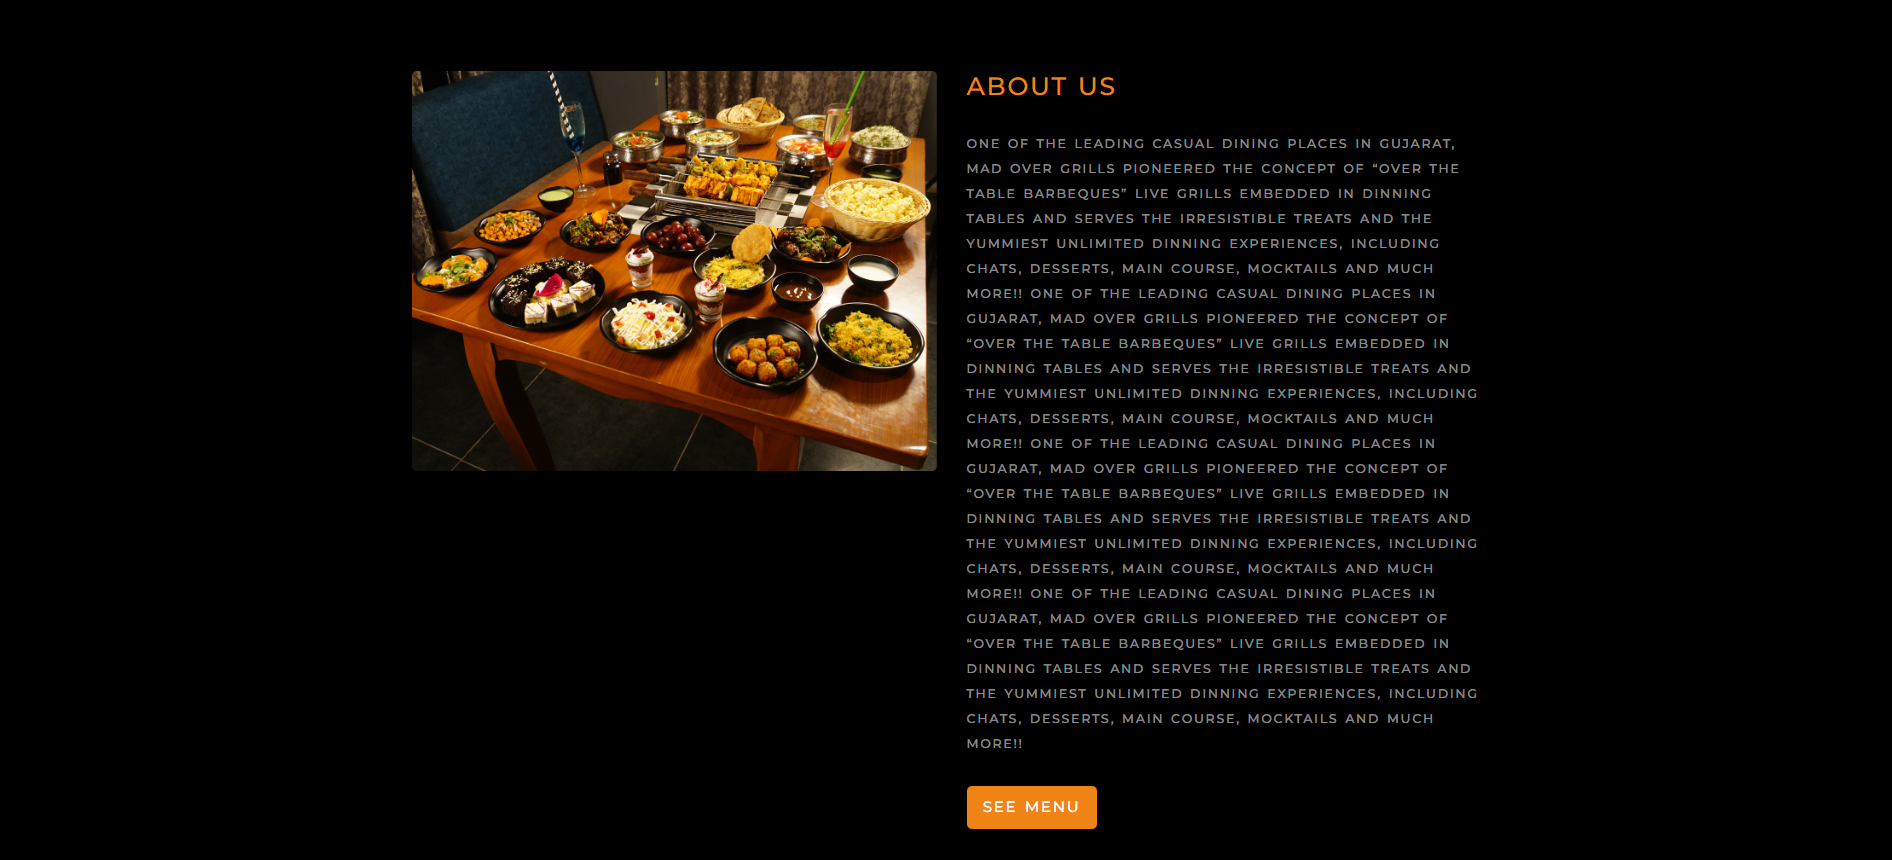 ABOUT US
ONE OF THE LEADING CASUAL DINING PLACES IN GUJARAT,
MAD OVER GRILLS PIONEERED THE CONCEPT OF “OVER THE
TABLE BARBEQUES” LIVE GRILLS EMBEDDED IN DINNING
TABLES AND SERVES THE IRRESISTIBLE TREATS AND THE
YUMMIEST UNLIMITED DINNING EXPERIENCES, INCLUDING
CHATS, DESSERTS, MAIN COURSE, MOCKTAILS AND MUCH
MORE!! ONE OF THE LEADING CASUAL DINING PLACES IN
GUJARAT, MAD OVER GRILLS PIONEERED THE CONCEPT OF
“OVER THE TABLE BARBEQUES” LIVE GRILLS EMBEDDED IN
DINNING TABLES AND SERVES THE IRRESISTIBLE TREATS AND
THE YUMMIEST UNLIMITED DINNING EXPERIENCES, INCLUDING
CHATS, DESSERTS, MAIN COURSE, MOCKTAILS AND MUCH
MORE!! ONE OF THE LEADING CASUAL DINING PLACES IN
GUJARAT, MAD OVER GRILLS PIONEERED THE CONCEPT OF
“OVER THE TABLE BARBEQUES” LIVE GRILLS EMBEDDED IN
DINNING TABLES AND SERVES THE IRRESISTIBLE TREATS AND
THE YUMMIEST UNLIMITED DINNING EXPERIENCES, INCLUDING
CHATS, DESSERTS, MAIN COURSE, MOCKTAILS AND MUCH
MORE!! ONE OF THE LEADING CASUAL DINING PLACES IN
GUJARAT, MAD OVER GRILLS PIONEERED THE CONCEPT OF
“OVER THE TABLE BARBEQUES” LIVE GRILLS EMBEDDED IN
DINNING TABLES AND SERVES THE IRRESISTIBLE TREATS AND
THE YUMMIEST UNLIMITED DINNING EXPERIENCES, INCLUDING
CHATS, DESSERTS, MAIN COURSE, MOCKTAILS AND MUCH
MORE!!
SEE MENU